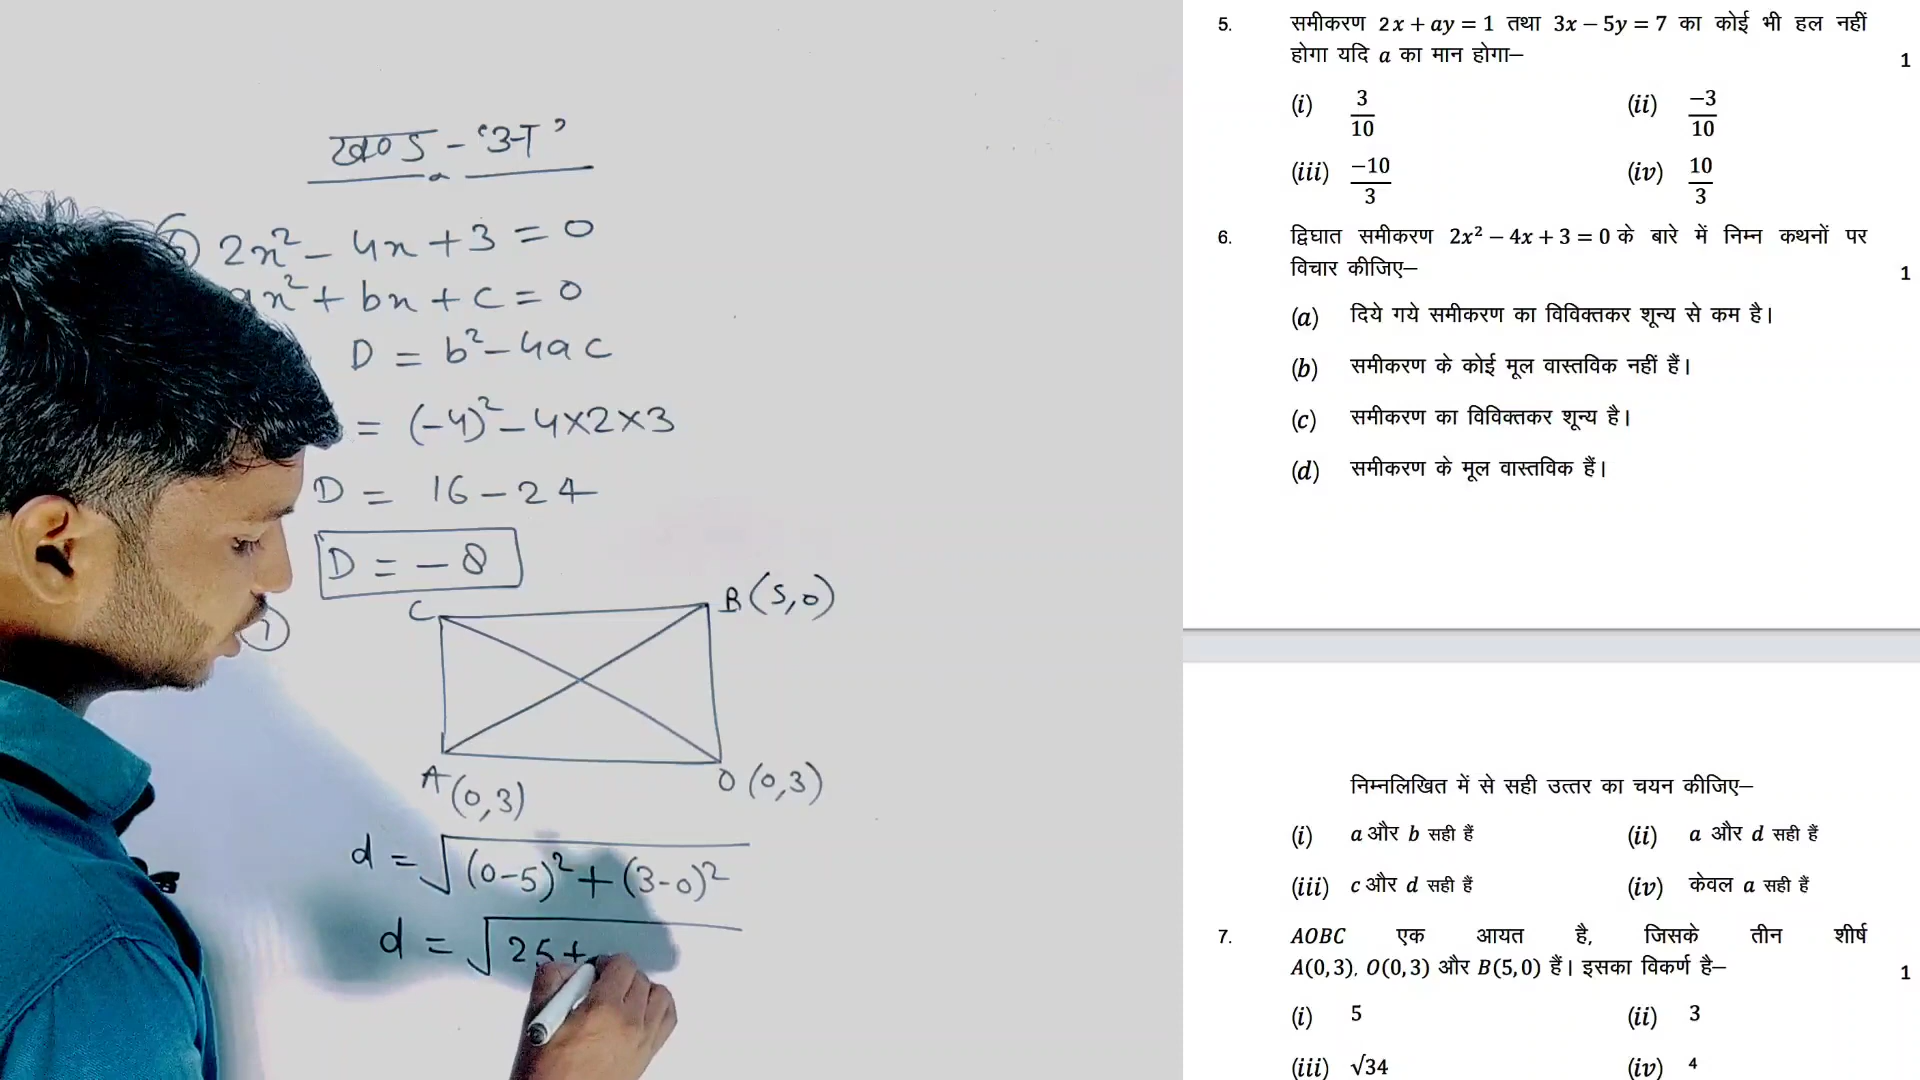 खण्ड - 'अ'
2x² - 4x + 3 = 0
ax² + bx + c = 0
D = b² - 4ac
= (-4)² - 4×2×3
D = 16 - 24
D = - 8
7
C
B (5,0)
A (0,3)
O (0,3)
d = √(0-5)² + (3-0)²
d = √25 +
5. समीकरण 2x + ay = 1 तथा 3x − 5y = 7 का कोई भी हल नहीं
होगा यदि a का मान होगा– 1
(i) 3/10 (ii) −3/10
(iii) −10/3 (iv) 10/3
6. द्विघात समीकरण 2x² − 4x + 3 = 0 के बारे में निम्न कथनों पर
विचार कीजिए– 1
(a) दिये गये समीकरण का विविक्तकर शून्य से कम है।
(b) समीकरण के कोई मूल वास्तविक नहीं हैं।
(c) समीकरण का विविक्तकर शून्य है।
(d) समीकरण के मूल वास्तविक हैं।
निम्नलिखित में से सही उत्तर का चयन कीजिए–
(i) a और b सही हैं (ii) a और d सही हैं
(iii) c और d सही हैं (iv) केवल a सही हैं
7. AOBC एक आयत है, जिसके तीन शीर्ष
A(0,3), O(0,3) और B(5,0) हैं। इसका विकर्ण है– 1
(i) 5 (ii) 3
(iii) √34 (iv) 4